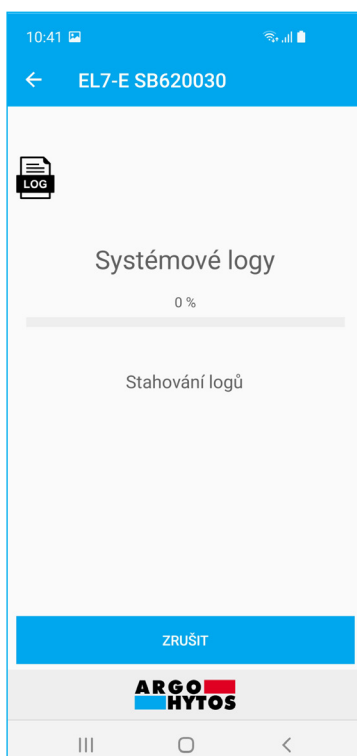 10:41
EL7-E SB620030
LOG
Systémové logy
0 %
Stahování logů
ZRUŠIT
ARGO
HYTOS